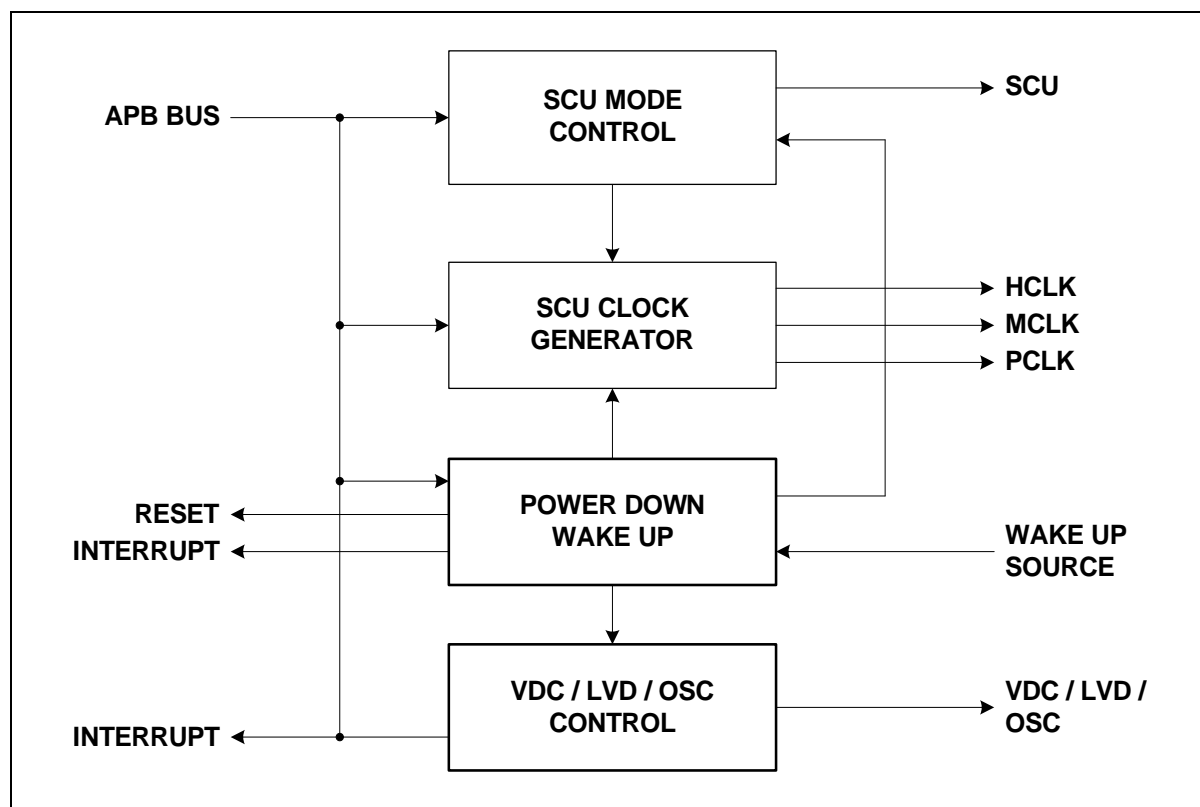 SCU MODE
CONTROL
SCU
APB BUS
SCU CLOCK
GENERATOR
HCLK
MCLK
PCLK
POWER DOWN
WAKE UP
RESET
INTERRUPT
WAKE UP
SOURCE
VDC / LVD / OSC
CONTROL
VDC / LVD /
OSC
INTERRUPT